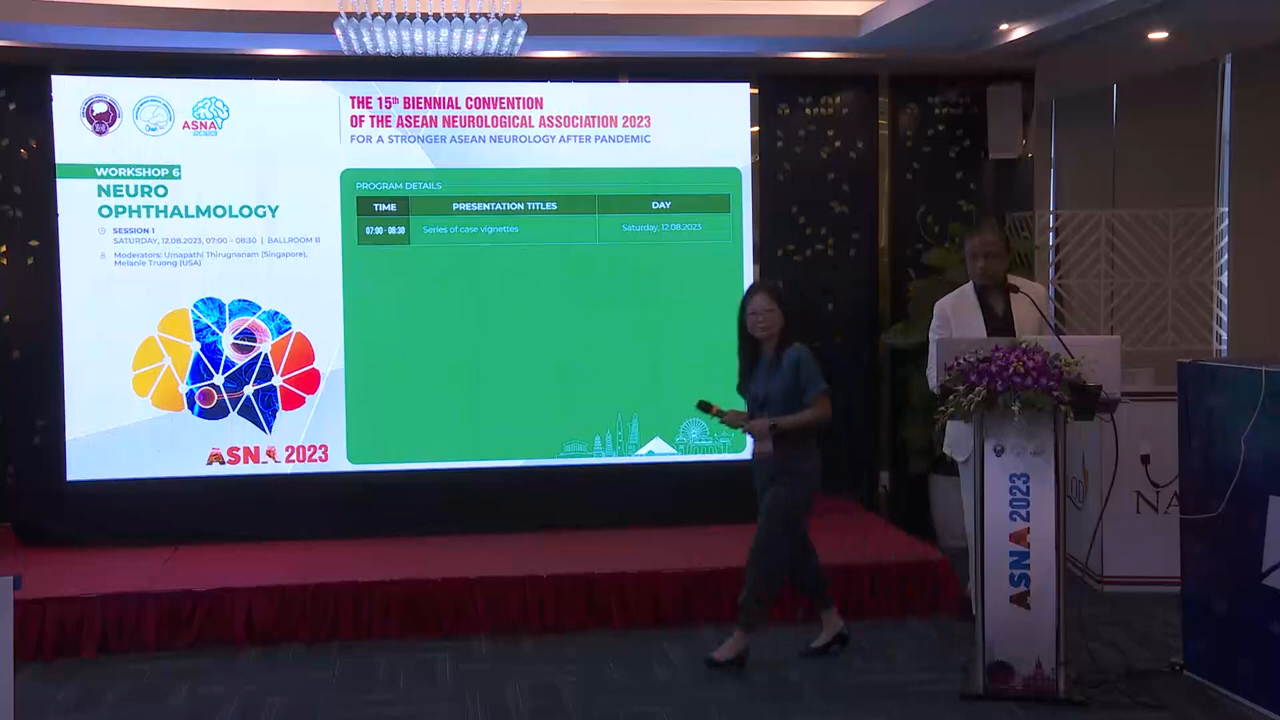 ASNA
THE 15th BIENNIAL CONVENTION
OF THE ASEAN NEUROLOGICAL ASSOCIATION 2023
FOR A STRONGER ASEAN NEUROLOGY AFTER PANDEMIC
WORKSHOP 6
NEURO
OPHTHALMOLOGY
SESSION 1
SATURDAY, 12.08.2023, 07:00 - 08:30 | BALLROOM B
Moderators: Umapathi Thirugnanam (Singapore),
Melanie Truong (USA)
PROGRAM DETAILS
TIME PRESENTATION TITLES DAY
07:00 - 08:30 Series of case vignettes Saturday, 12.08.2023
ASNA 2023
ASNA 2023
NA